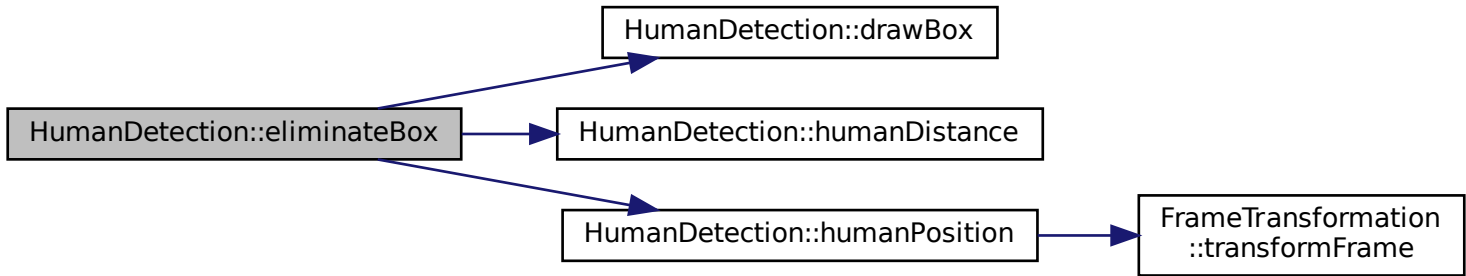 HumanDetection::drawBox
HumanDetection::eliminateBox
HumanDetection::humanDistance
HumanDetection::humanPosition
FrameTransformation
::transformFrame